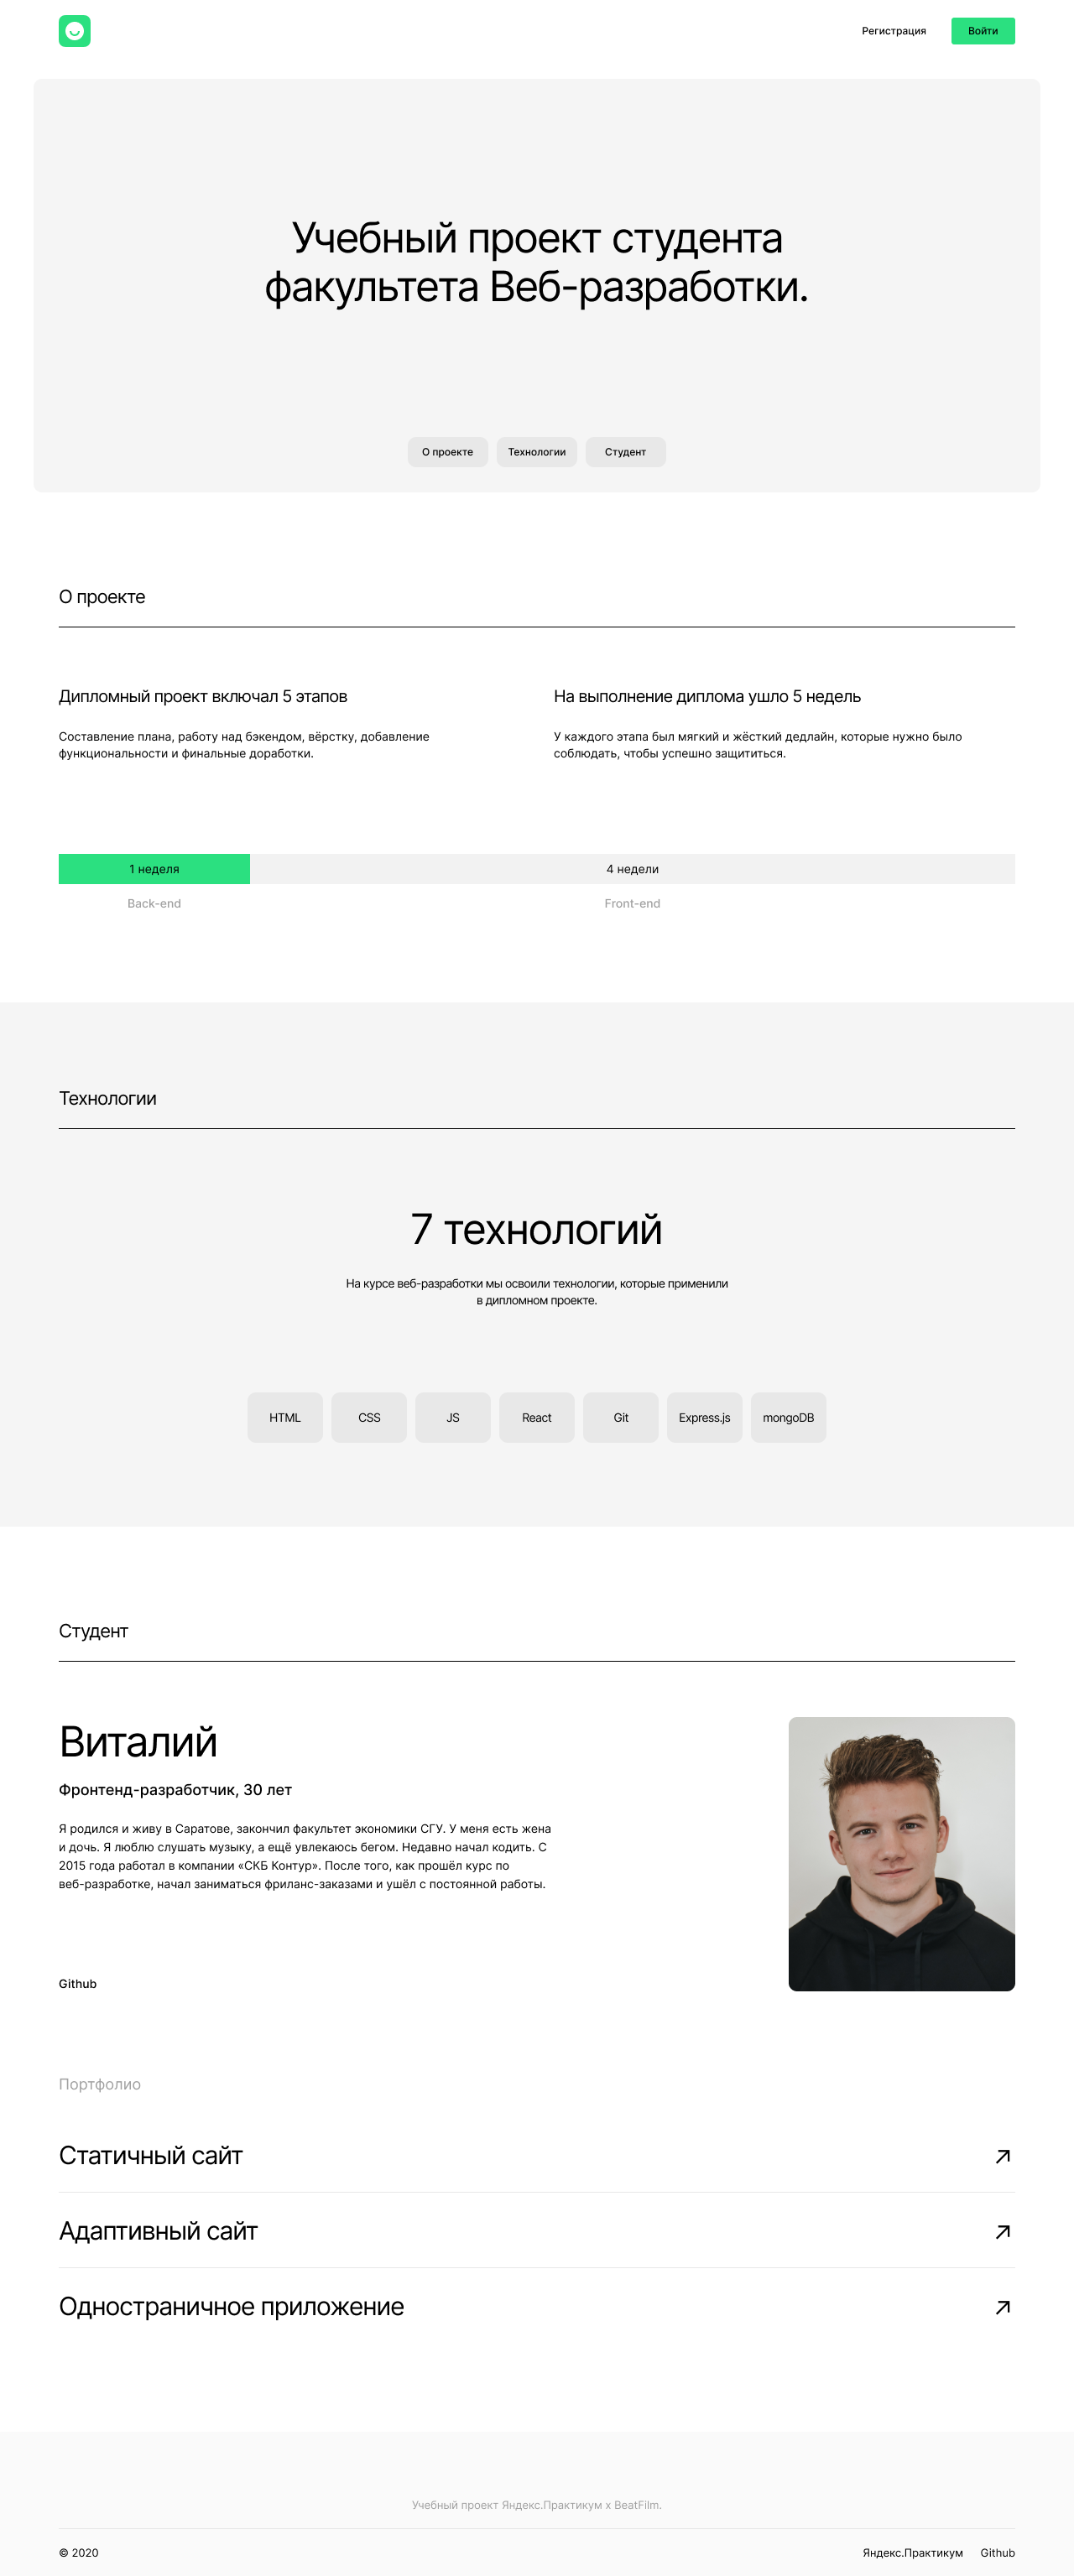 Регистрация
Войти
Учебный проект студента
факультета Веб-разработки.
О проекте
Технологии
Студент
О проекте
Дипломный проект включал 5 этапов
Составление плана, работу над бэкендом, вёрстку, добавление
функциональности и финальные доработки.
На выполнение диплома ушло 5 недель
У каждого этапа был мягкий и жёсткий дедлайн, которые нужно было
соблюдать, чтобы успешно защититься.
1 неделя
4 недели
Back-end
Front-end
Технологии
7 технологий
На курсе веб-разработки мы освоили технологии, которые применили
в дипломном проекте.
HTML
CSS
JS
React
Git
Express.js
mongoDB
Студент
Виталий
Фронтенд-разработчик, 30 лет
Я родился и живу в Саратове, закончил факультет экономики СГУ. У меня есть жена
и дочь. Я люблю слушать музыку, а ещё увлекаюсь бегом. Недавно начал кодить. С
2015 года работал в компании «СКБ Контур». После того, как прошёл курс по
веб-разработке, начал заниматься фриланс-заказами и ушёл с постоянной работы.
Github
Портфолио
Статичный сайт
Адаптивный сайт
Одностраничное приложение
Учебный проект Яндекс.Практикум х BeatFilm.
© 2020
Яндекс.Практикум
Github